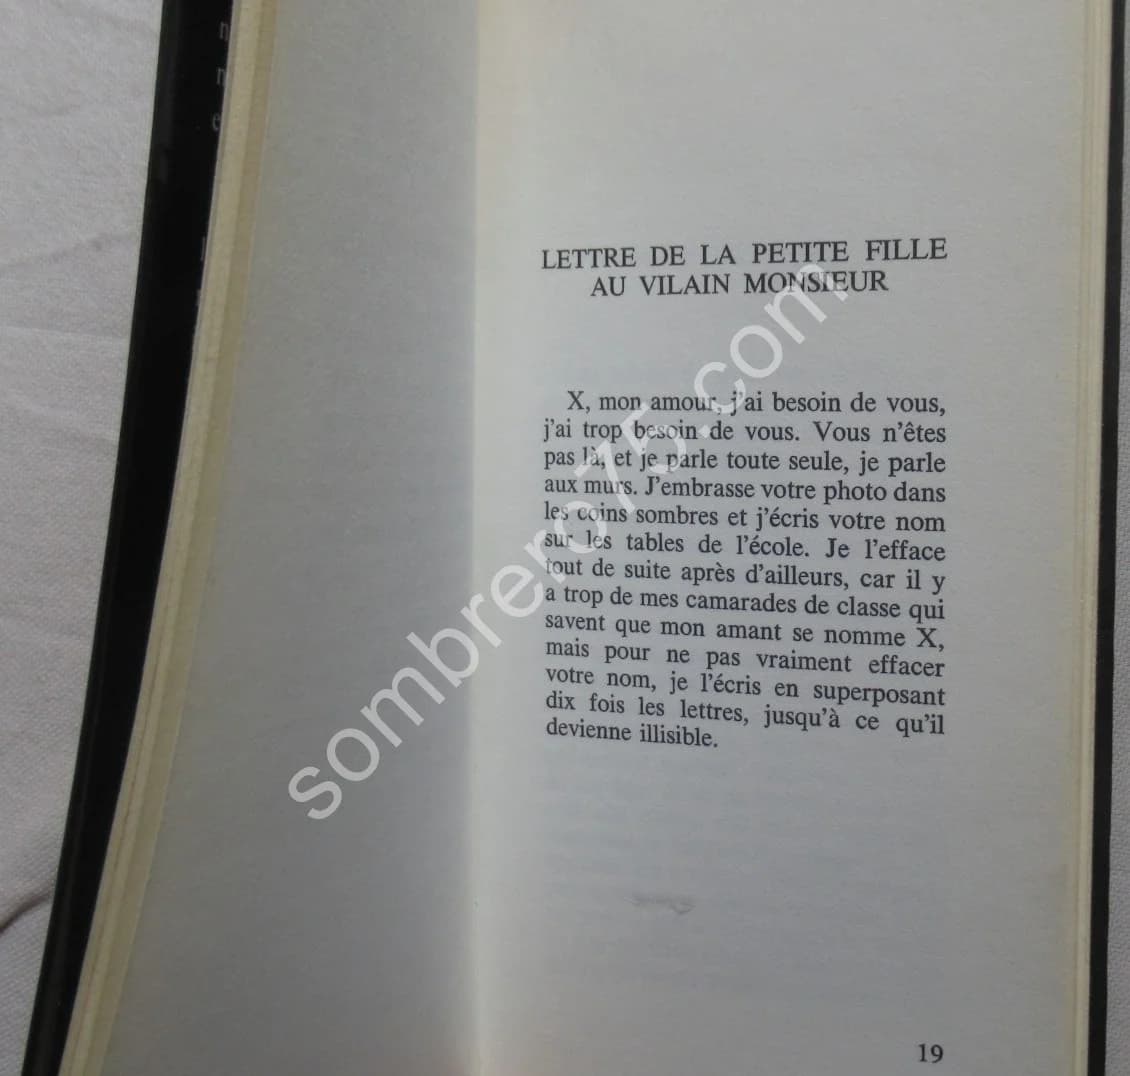 LETTRE DE LA PETITE FILLE
AU VILAIN MONSIEUR
X, mon amour, j'ai besoin de vous,
j'ai trop besoin de vous. Vous n'êtes
pas là, et je parle toute seule, je parle
aux murs. J'embrasse votre photo dans
les coins sombres et j'écris votre nom
sur les tables de l'école. Je l'efface
tout de suite après d'ailleurs, car il y
a trop de mes camarades de classe qui
savent que mon amant se nomme X,
mais pour ne pas vraiment effacer
votre nom, je l'écris en superposant
dix fois les lettres, jusqu'à ce qu'il
devienne illisible.
19
sombrero75.com